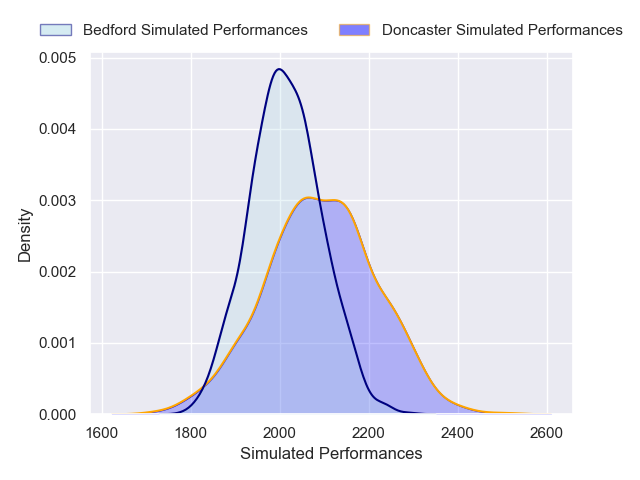 Bedford Simulated Performances Doncaster Simulated Performances
0.005
0.004
0.003
0.002
0.001
0.000
Density
1600 1800 2000 2200 2400 2600
Simulated Performances